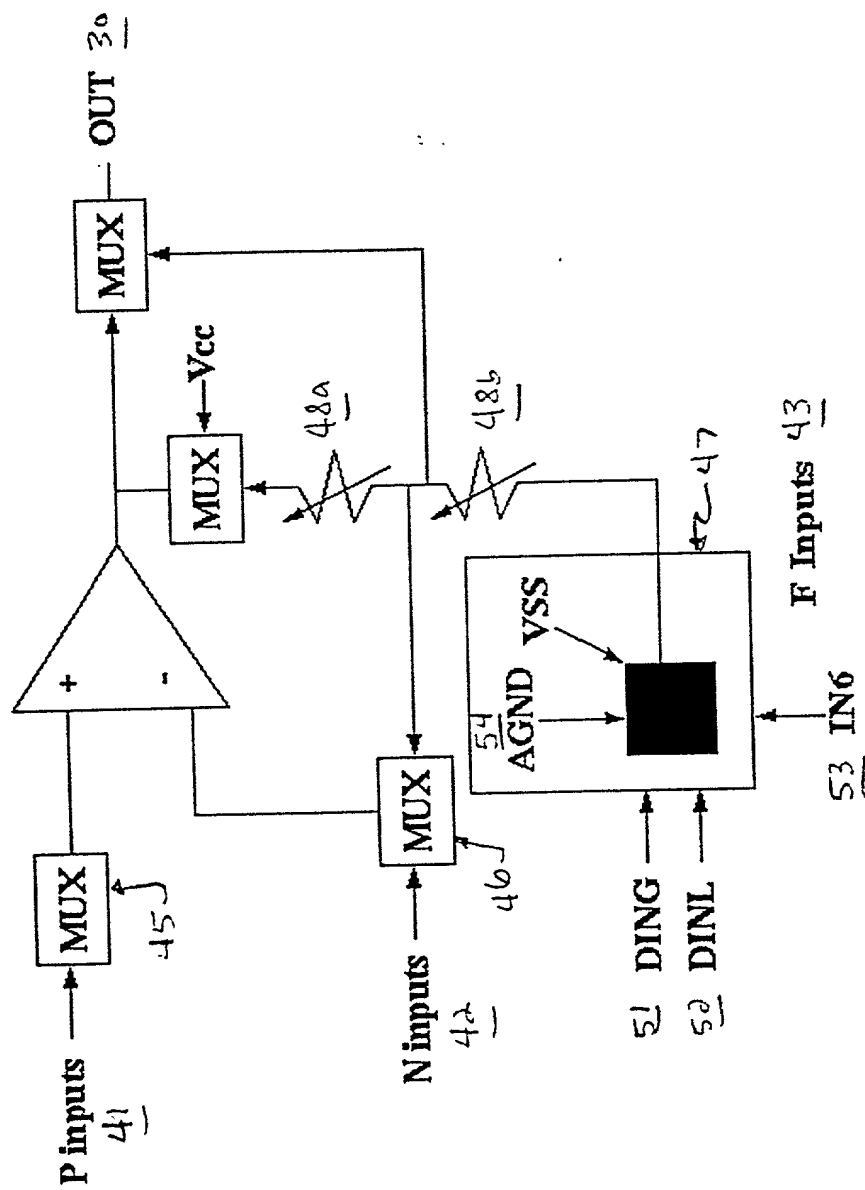 P inputs
41
MUX
45
+
-
MUX
Vcc
MUX
OUT 30
48a
48b
N inputs
42
MUX
46
54
AGND
VSS
47
51 DING
52 DINL
53 IN6
F Inputs 43